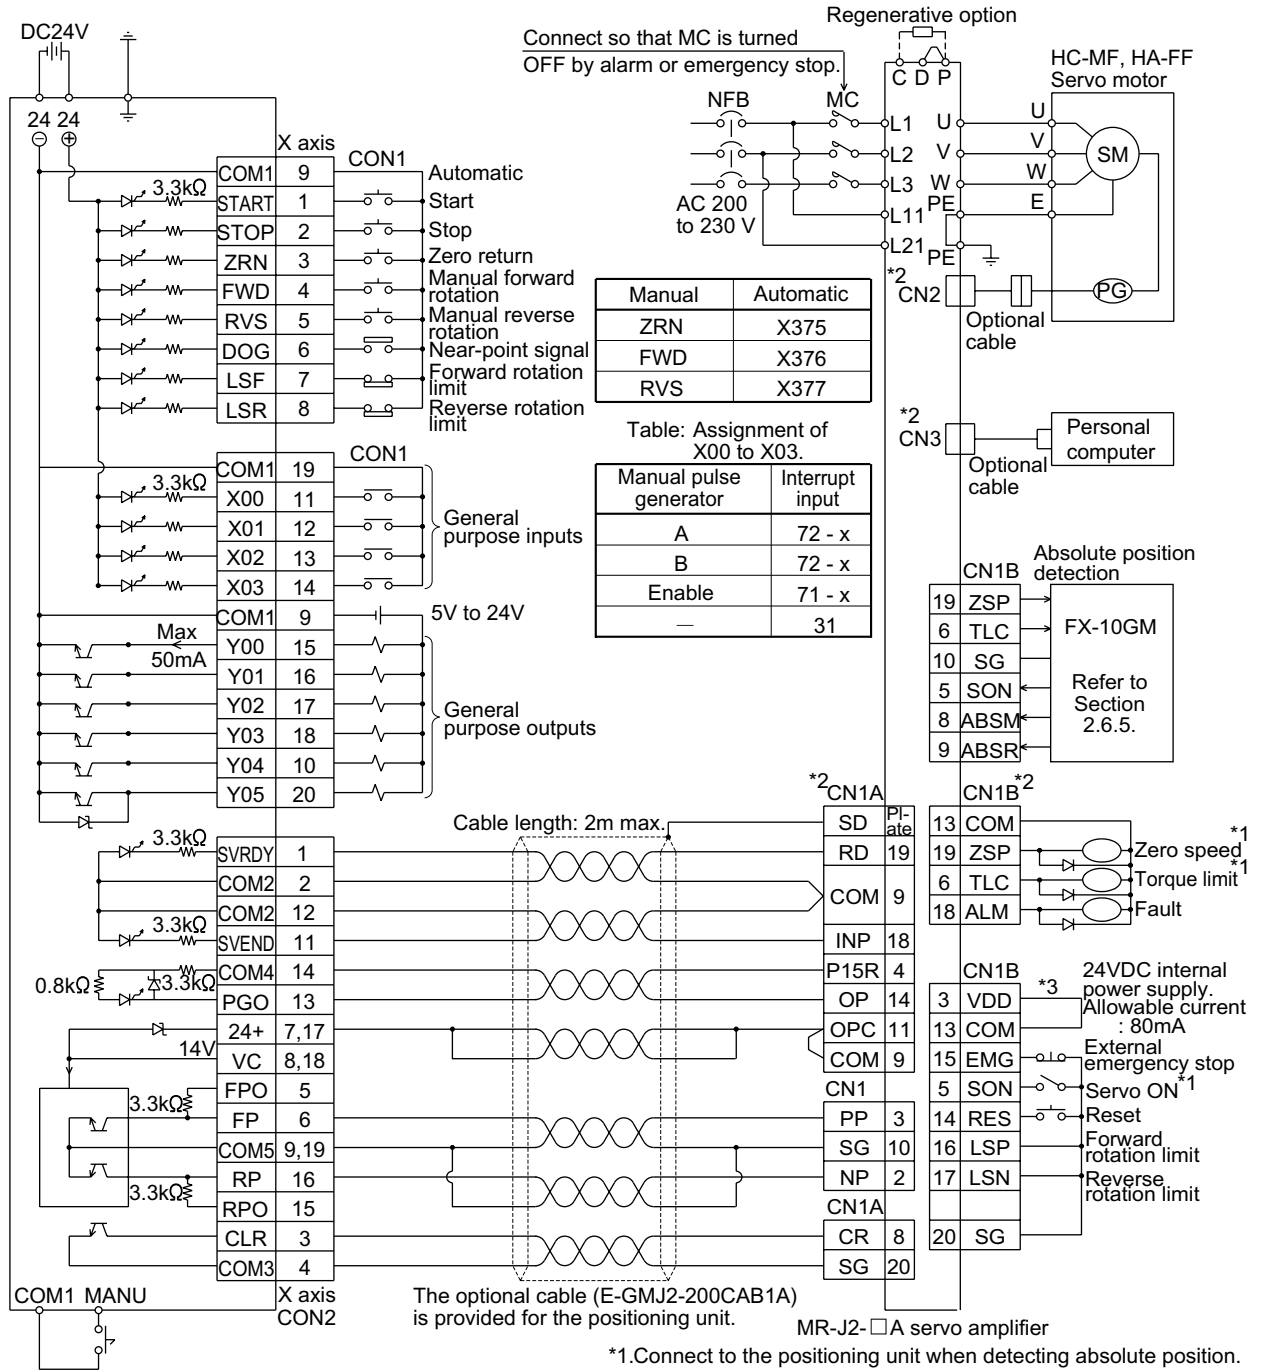 Regenerative option
DC24V
Connect so that MC is turned
OFF by alarm or emergency stop.
HC-MF, HA-FF
Servo motor
C D P
NFB
MC
L1
L2
L3
L11
L21
U
V
W
PE
PE
U
V
W
E
SM
PG
AC 200
to 230 V
*2
CN2
Optional
cable
*2
CN3
Optional
cable
Personal
computer
24 24
X axis
CON1
COM1 9 Automatic
3.3kΩ
START 1 Start
STOP 2 Stop
ZRN 3 Zero return
FWD 4 Manual forward
rotation
RVS 5 Manual reverse
rotation
DOG 6 Near-point signal
LSF 7 Forward rotation
limit
LSR 8 Reverse rotation
limit
Manual Automatic
ZRN X375
FWD X376
RVS X377
Table: Assignment of
X00 to X03.
Manual pulse
generator
Interrupt
input
A 72 - x
B 72 - x
Enable 71 - x
— 31
CON1
COM1 19
3.3kΩ
X00 11
X01 12
X02 13
X03 14
General
purpose inputs
COM1 9
5V to 24V
Max
50mA
Y00 15
Y01 16
Y02 17
Y03 18
Y04 10
Y05 20
General
purpose outputs
Absolute position
detection
CN1B
19 ZSP
6 TLC
10 SG
5 SON
8 ABSM
9 ABSR
FX-10GM
Refer to
Section
2.6.5.
Cable length: 2m max.
3.3kΩ
SVRDY 1
COM2 2
COM2 12
3.3kΩ
SVEND 11
COM4 14
0.8kΩ
3.3kΩ
PGO 13
24+ 7,17
14V
VC 8,18
FPO 5
3.3kΩ
FP 6
COM5 9,19
RP 16
3.3kΩ
RPO 15
CLR 3
COM3 4
X axis
CON2
COM1 MANU
*2
CN1A
SD Pl-
ate
RD 19
COM 9
INP 18
P15R 4
OP 14
OPC 11
COM 9
CN1
PP 3
SG 10
NP 2
CN1A
CR 8
SG 20
CN1B*2
13 COM
19 ZSP Zero speed*1
6 TLC Torque limit*1
18 ALM Fault
CN1B
24VDC internal
power supply.
Allowable current
: 80mA
*3
3 VDD
13 COM
15 EMG External
emergency stop
5 SON Servo ON*1
14 RES Reset
16 LSP Forward
rotation limit
17 LSN Reverse
rotation limit
20 SG
The optional cable (E-GMJ2-200CAB1A)
is provided for the positioning unit.
MR-J2-□A servo amplifier
*1.Connect to the positioning unit when detecting absolute position.